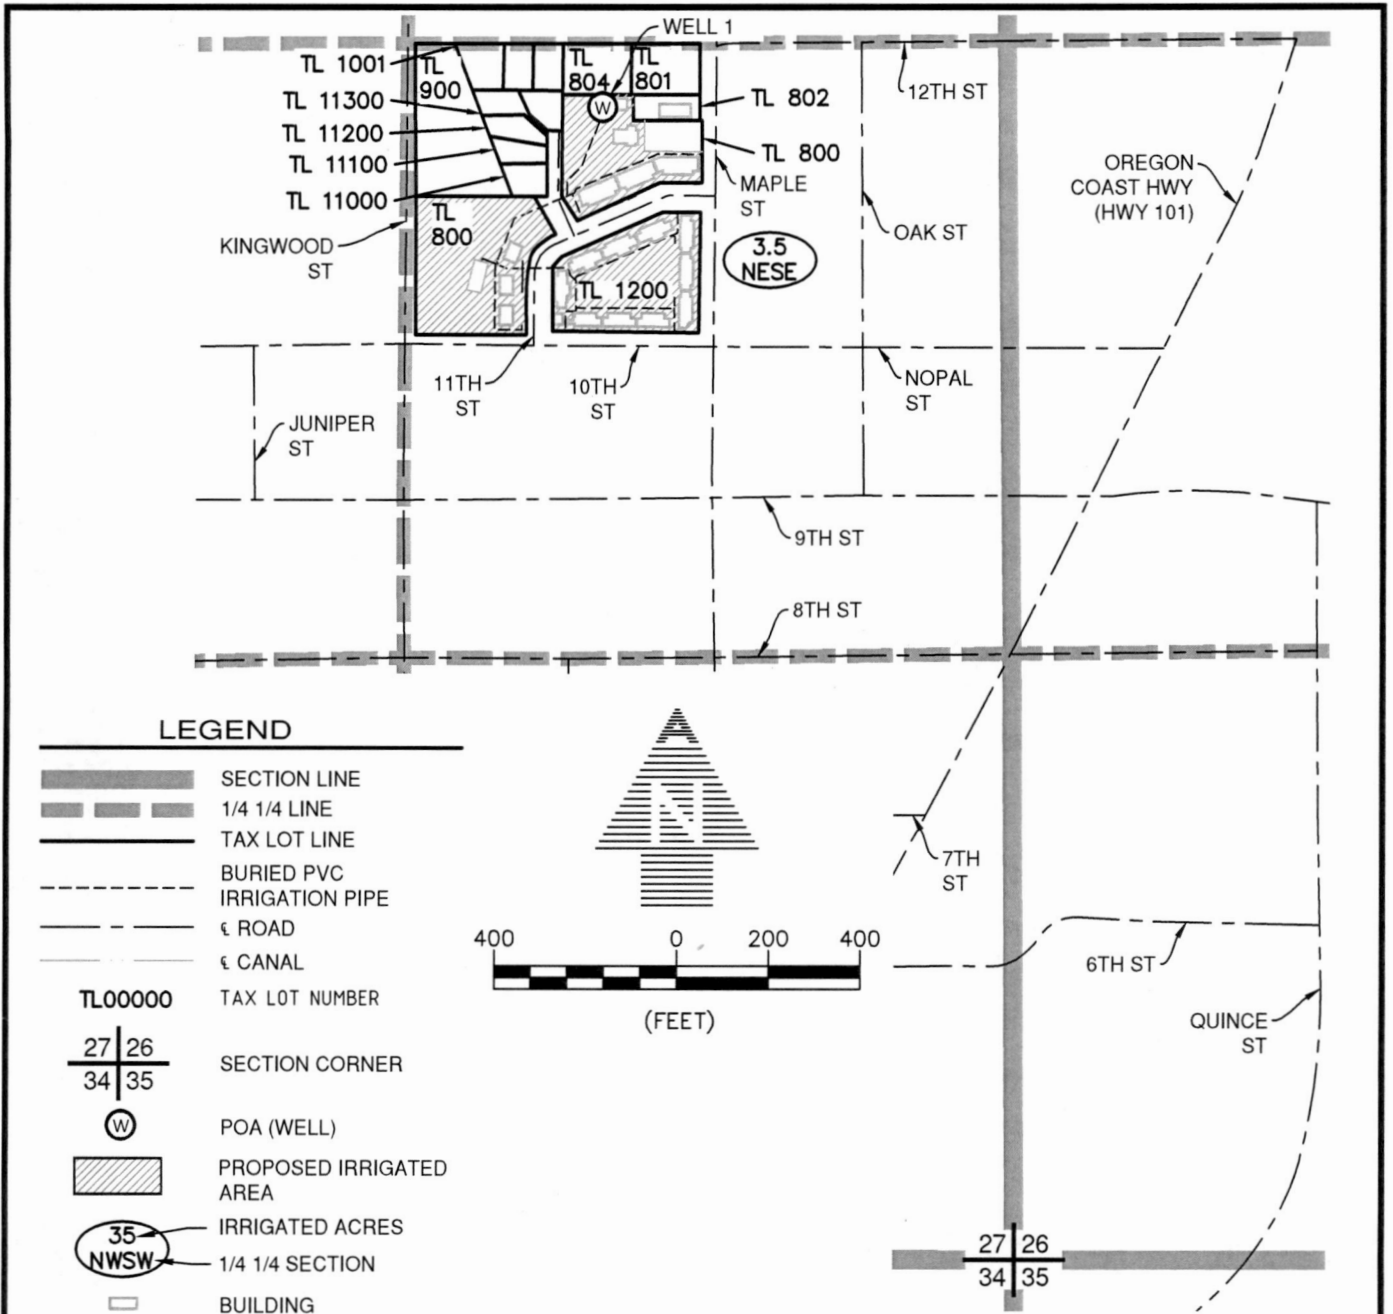 WELL 1
TL 1001
TL
900
TL
804
TL
801
12TH ST
TL 11300
TL 802
TL 11200
TL 11100
TL 800
TL 11000
MAPLE
ST
OREGON
COAST HWY
(HWY 101)
TL
800
KINGWOOD
ST
OAK ST
3.5
NESE
TL 1200
W
11TH
ST
10TH
ST
NOPAL
ST
JUNIPER
ST
9TH ST
8TH ST
LEGEND
SECTION LINE
1/4 1/4 LINE
TAX LOT LINE
BURIED PVC
IRRIGATION PIPE
℄ ROAD
℄ CANAL
TL00000 TAX LOT NUMBER
27 26
34 35
SECTION CORNER
W POA (WELL)
PROPOSED IRRIGATED
AREA
35 IRRIGATED ACRES
NWSW 1/4 1/4 SECTION
BUILDING
N
400 0 200 400
(FEET)
7TH
ST
6TH ST
QUINCE
ST
27 26
34 35